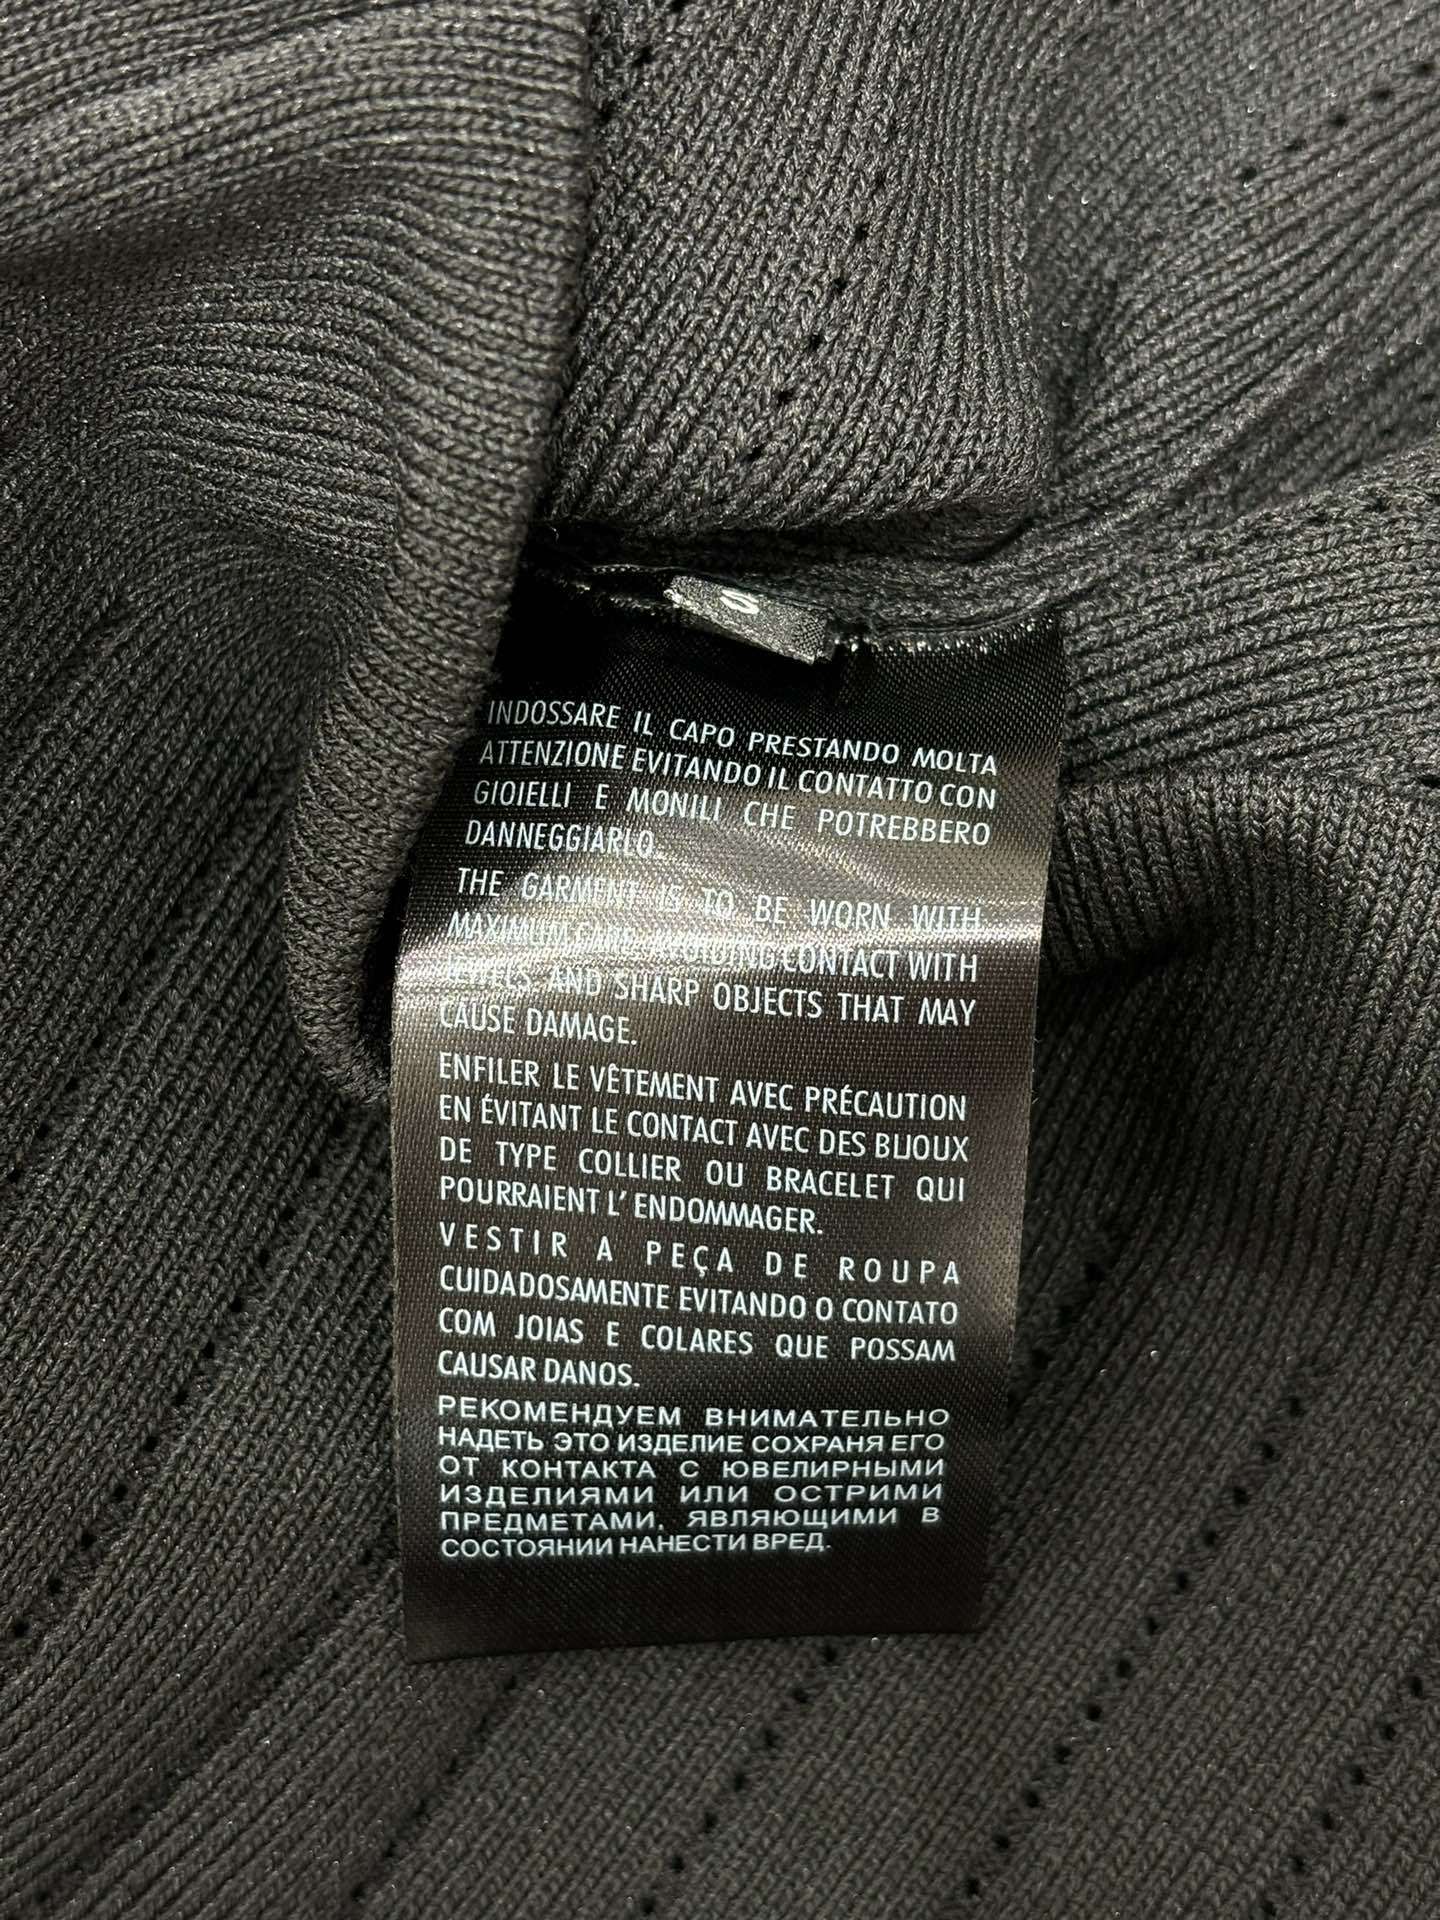 S
INDOSSARE IL CAPO PRESTANDO MOLTA
ATTENZIONE EVITANDO IL CONTATTO CON
GIOIELLI E MONILI CHE POTREBBERO
DANNEGGIARLO.
THE GARMENT IS TO BE WORN WITH
MAXIMUM CARE AVOIDING CONTACT WITH
JEWELS AND SHARP OBJECTS THAT MAY
CAUSE DAMAGE.
ENFILER LE VÊTEMENT AVEC PRÉCAUTION
EN ÉVITANT LE CONTACT AVEC DES BIJOUX
DE TYPE COLLIER OU BRACELET QUI
POURRAIENT L' ENDOMMAGER.
VESTIR A PEÇA DE ROUPA
CUIDADOSAMENTE EVITANDO O CONTATO
COM JOIAS E COLARES QUE POSSAM
CAUSAR DANOS.
РЕКОМЕНДУЕМ ВНИМАТЕЛЬНО
НАДЕТЬ ЭТО ИЗДЕЛИЕ СОХРАНЯ ЕГО
ОТ КОНТАКТА С ЮВЕЛИРНЫМИ
ИЗДЕЛИЯМИ ИЛИ ОСТРИМИ
ПРЕДМЕТАМИ, ЯВЛЯЮЩИМИ В
СОСТОЯНИИ НАНЕСТИ ВРЕД.